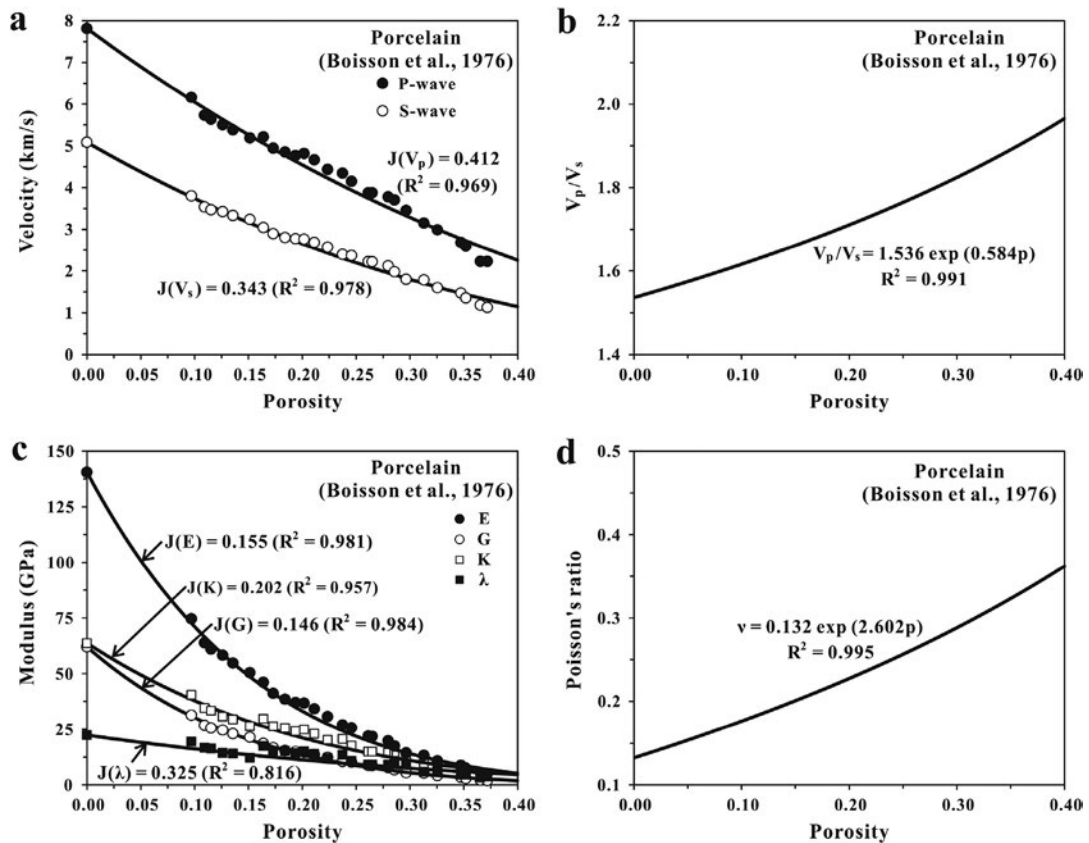 a
8
7
6
5
4
3
2
1
0
Velocity (km/s)
Porcelain
(Boisson et al., 1976)
P-wave
S-wave
J(Vp) = 0.412
(R² = 0.969)
J(Vs) = 0.343 (R² = 0.978)
0.00 0.05 0.10 0.15 0.20 0.25 0.30 0.35 0.40
Porosity
b
2.2
2.0
1.8
1.6
1.4
Vp/Vs
Porcelain
(Boisson et al., 1976)
Vp/Vs = 1.536 exp (0.584p)
R² = 0.991
0.00 0.10 0.20 0.30 0.40
Porosity
c
150
125
100
75
50
25
0
Modulus (GPa)
Porcelain
(Boisson et al., 1976)
E
G
K
λ
J(E) = 0.155 (R² = 0.981)
J(K) = 0.202 (R² = 0.957)
J(G) = 0.146 (R² = 0.984)
J(λ) = 0.325 (R² = 0.816)
0.00 0.05 0.10 0.15 0.20 0.25 0.30 0.35 0.40
Porosity
d
0.5
0.4
0.3
0.2
0.1
Poisson's ratio
Porcelain
(Boisson et al., 1976)
ν = 0.132 exp (2.602p)
R² = 0.995
0.00 0.10 0.20 0.30 0.40
Porosity